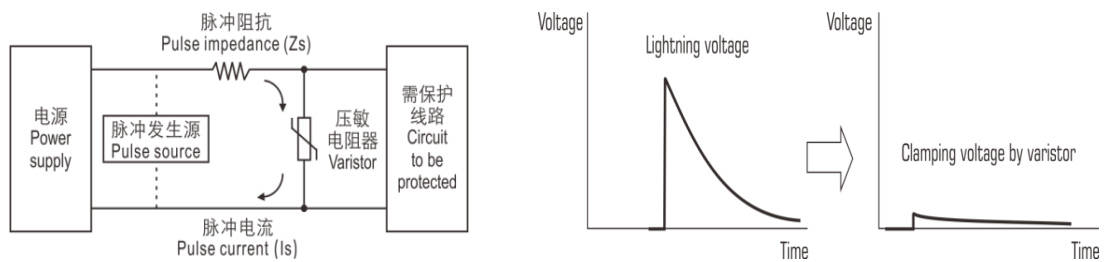 脉冲阻抗
Pulse impedance (Zs)
电源
Power
supply
脉冲发生源
Pulse source
压敏
电阻器
Varistor
需保护
线路
Circuit
to be
protected
脉冲电流
Pulse current (Is)
Voltage
Lightning voltage
Time
Voltage
Clamping voltage by varistor
Time